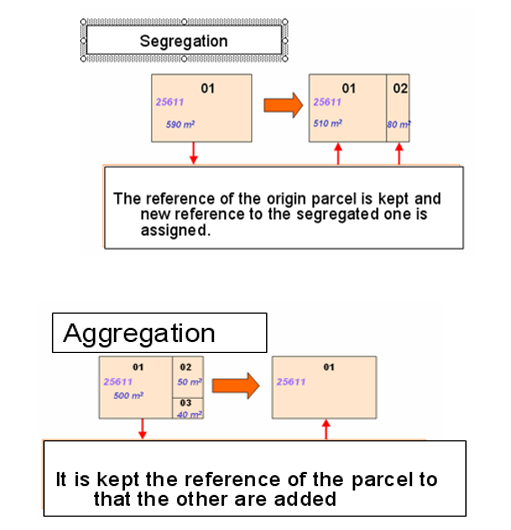 Segregation
01
25611
590 m²
01
02
25611
510 m²
80 m²
The reference of the origin parcel is kept and
new reference to the segregated one is
assigned.
Aggregation
01
02
25611
50 m²
500 m²
03
40 m²
01
25611
It is kept the reference of the parcel to
that the other are added